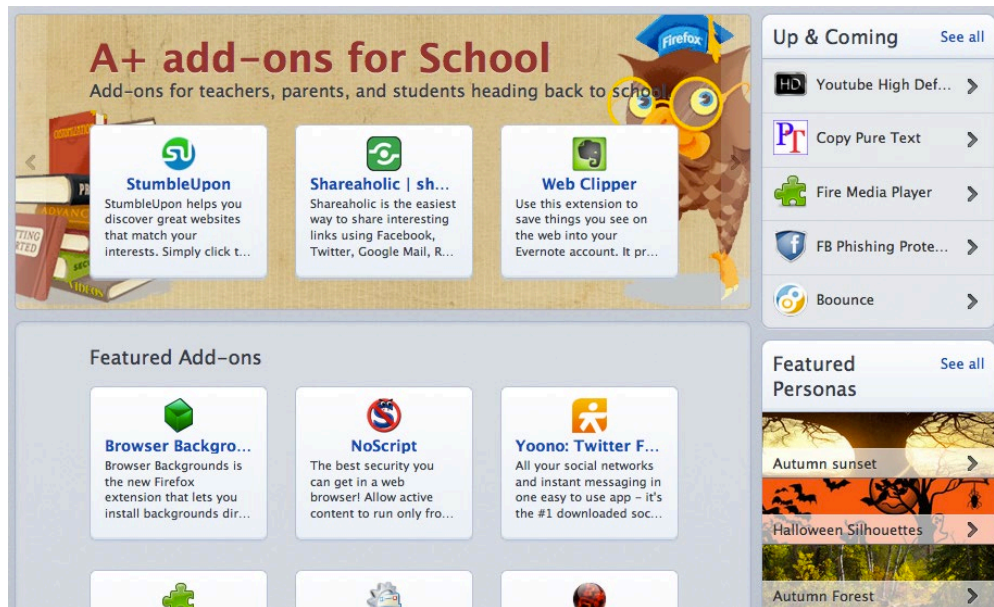 A+ add-ons for School
Add-ons for teachers, parents, and students heading back to school.
Firefox
StumbleUpon
StumbleUpon helps you
discover great websites
that match your
interests. Simply click t...
Shareaholic | sh...
Shareaholic is the easiest
way to share interesting
links using Facebook,
Twitter, Google Mail, R...
Web Clipper
Use this extension to
save things you see on
the web into your
Evernote account. It pr...
ADVANC
VIDEOS
Featured Add-ons
Browser Backgro...
Browser Backgrounds is
the new Firefox
extension that lets you
install backgrounds dir...
NoScript
The best security you
can get in a web
browser! Allow active
content to run only fro...
Yoono: Twitter F...
All your social networks
and instant messaging in
one easy to use app - it's
the #1 downloaded soc...
Up & Coming
See all
HD
Youtube High Def...
PT
Copy Pure Text
Fire Media Player
f
FB Phishing Prote...
Boounce
Featured
Personas
See all
Autumn sunset
Halloween Silhouettes
Autumn Forest